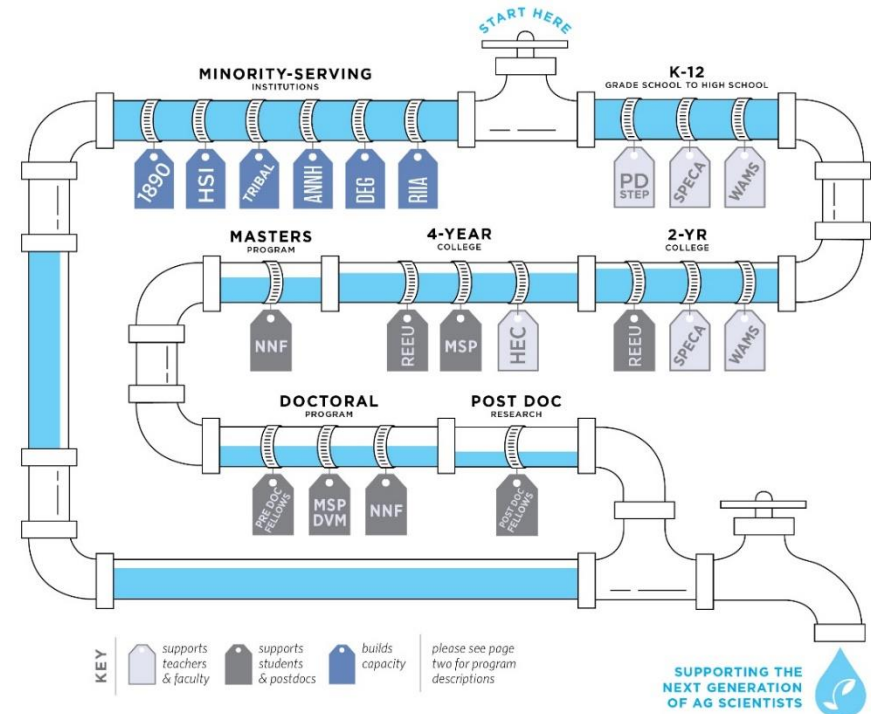 START HERE
MINORITY-SERVING
INSTITUTIONS
K-12
GRADE SCHOOL TO HIGH SCHOOL
1890
HSI
TRIBAL
ANNH
DEG
RIIA
PD
STEP
SPECA
WAMS
MASTERS
PROGRAM
4-YEAR
COLLEGE
2-YR
COLLEGE
NNF
REEU
MSP
HEC
REEU
SPECA
WAMS
DOCTORAL
PROGRAM
POST DOC
RESEARCH
PRE DOC
FELLOWS
MSP
DVM
NNF
POST DOC
FELLOWS
KEY
supports
teachers
& faculty
supports
students
& postdocs
builds
capacity
please see page
two for program
descriptions
SUPPORTING THE
NEXT GENERATION
OF AG SCIENTISTS